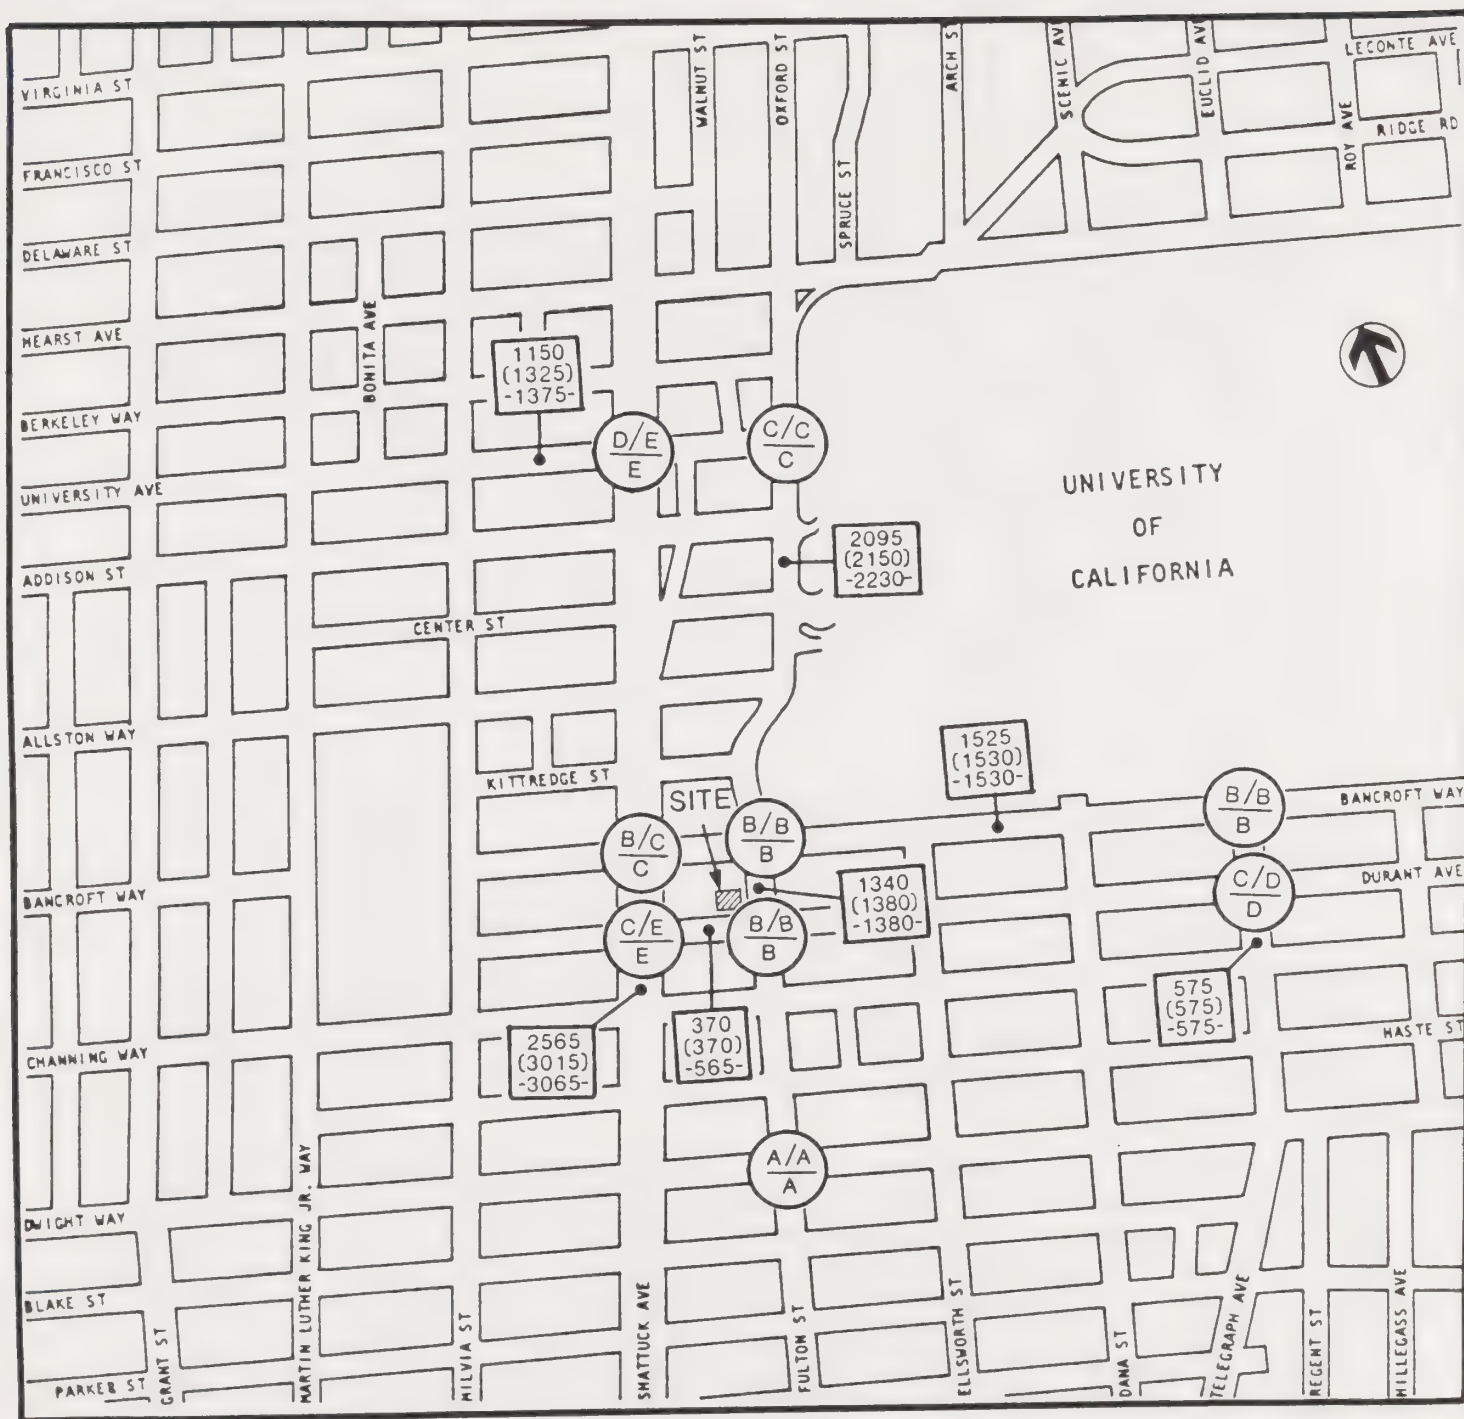 WALNUT ST
OXFORD ST
ARCH S
SCENIC AV
EUCLID AV
LECONTE AVE
VIRGINIA ST
ROY AVE
RIDGE RD
FRANCISCO ST
SPRUCE ST
DELAWARE ST
BONITA AVE
HEARST AVE
1150
(1325)
-1375-
BERKELEY WAY
D/E
E
C/C
C
UNIVERSITY
OF
CALIFORNIA
UNIVERSITY AVE
2095
(2150)
-2230-
ADDISON ST
CENTER ST
ALLSTON WAY
1525
(1530)
-1530-
KITTREDGE ST
SITE
B/B
B
BANCROFT WAY
B/C
C
B/B
B
BANCROFT WAY
1340
(1380)
-1380-
C/D
D
DURANT AVE
C/E
E
B/B
B
575
(575)
-575-
CHANNING WAY
2565
(3015)
-3065-
370
(370)
-565-
HASTE ST
A/A
A
DWIGHT WAY
BLAKE ST
PARKER ST
GRANT ST
MARTIN LUTHER KING JR. WAY
MILVIA ST
SHATTUCK AVE
FULTON ST
ELLSWORTH ST
DANA ST
TELEGRAPH AVE
REGENT ST
HILLEGASS AVE